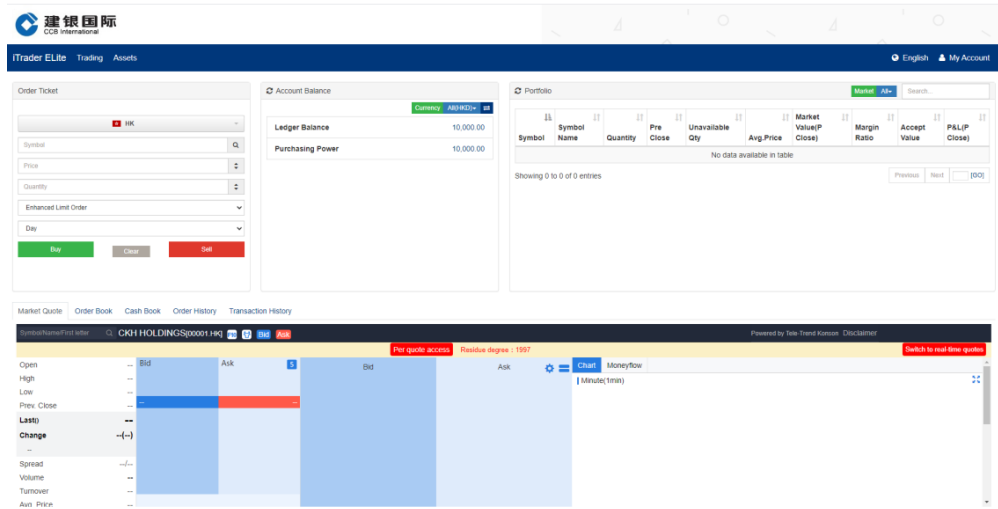 建银国际
CCB International
iTrader ELite Trading Assets English My Account
Order Ticket
HK
Symbol
Price
Quantity
Enhanced Limit Order
Day
Buy Clear Sell
Account Balance
Currency All(HKD)
Ledger Balance 10,000.00
Purchasing Power 10,000.00
Portfolio Market All Search...
Symbol Symbol Name Quantity Pre Close Unavailable Qty Avg.Price Market Value(P Close) Margin Ratio Accept Value P&L(P Close)
No data available in table
Showing 0 to 0 of 0 entries Previous Next [GO]
Market Quote Order Book Cash Book Order History Transaction History
Symbol/Name/First letter CKH HOLDINGS[00001.HK] Bid Ask Powered by Tele-Trend Konson Disclaimer
Per quote access Residue degree : 1997 Switch to real-time quotes
Open -- Bid Ask 5 Bid Ask Chart Moneyflow
High -- Minute(1min)
Low --
Prev. Close -- -- --
Last() --
Change --(--)
--
Spread --/--
Volume --
Turnover --
Avg. Price --